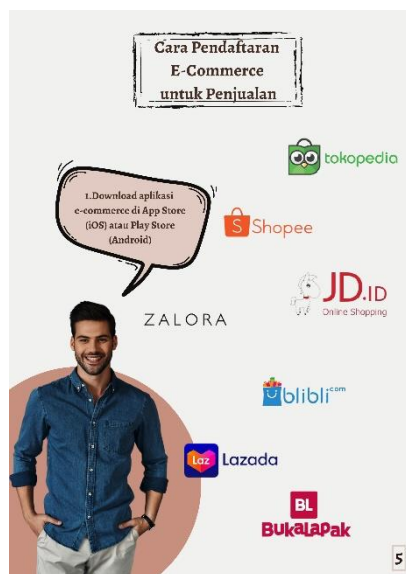 Cara Pendaftaran
E-Commerce
untuk Penjualan
tokopedia
1.Download aplikasi
e-commerce di App Store
(iOS) atau Play Store
(Android)
S Shopee
JD.ID
Online Shopping
ZALORA
blibli.com
Laz Lazada
BL
BukaLaPak
5